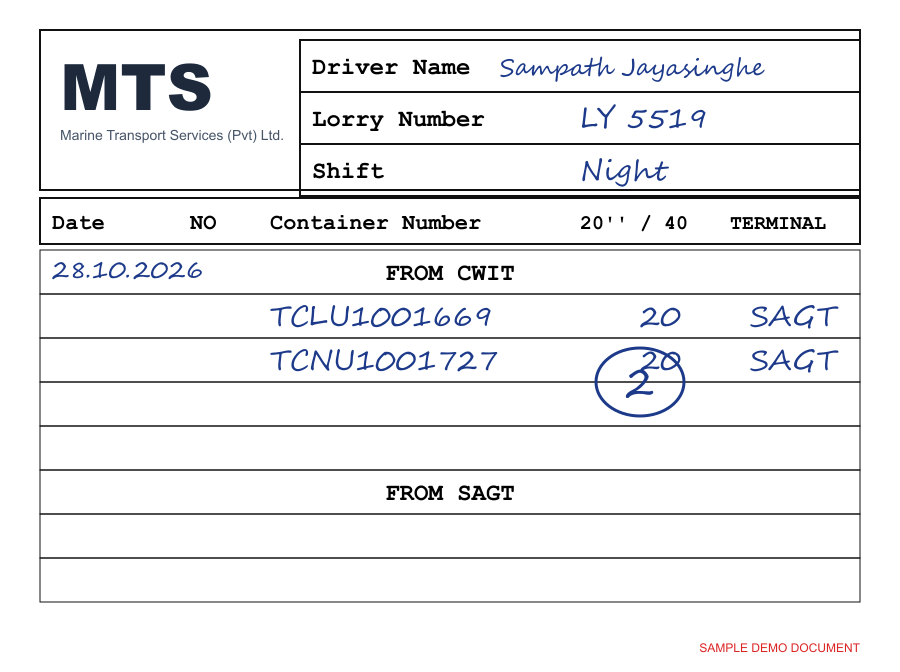 MTS
Marine Transport Services (Pvt) Ltd.
Driver Name Sampath Jayasinghe
Lorry Number LY 5519
Shift Night
Date NO Container Number 20'' / 40 TERMINAL
28.10.2026 FROM CWIT
TCLU1001669 20 SAGT
TCNU1001727 20 SAGT
2
FROM SAGT
SAMPLE DEMO DOCUMENT